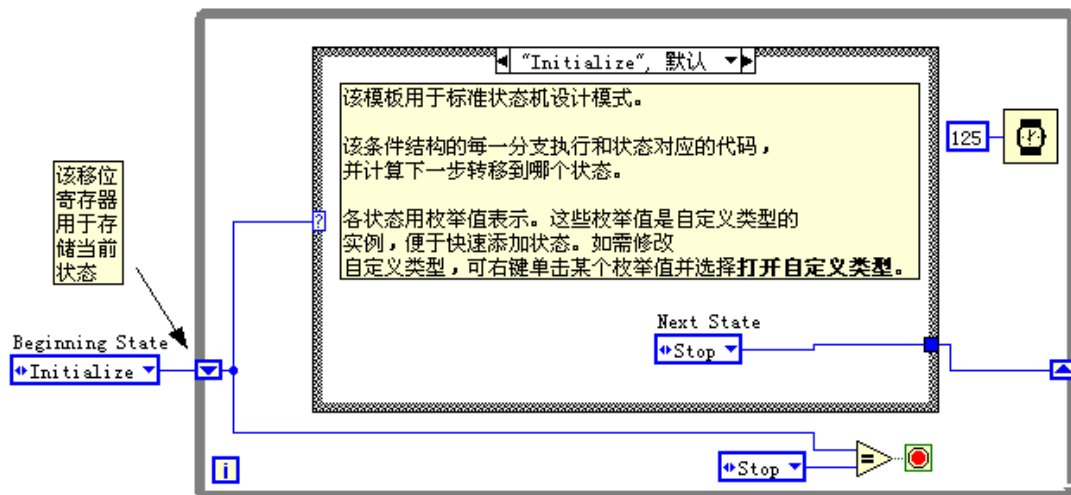 "Initialize", 默认
该模板用于标准状态机设计模式。
该条件结构的每一分支执行和状态对应的代码，
并计算下一步转移到哪个状态。
各状态用枚举值表示。这些枚举值是自定义类型的
实例，便于快速添加状态。如需修改
自定义类型，可右键单击某个枚举值并选择打开自定义类型。
125
该移位
寄存器
用于存
储当前
状态
?
Next State
Stop
Beginning State
Initialize
i
Stop
=